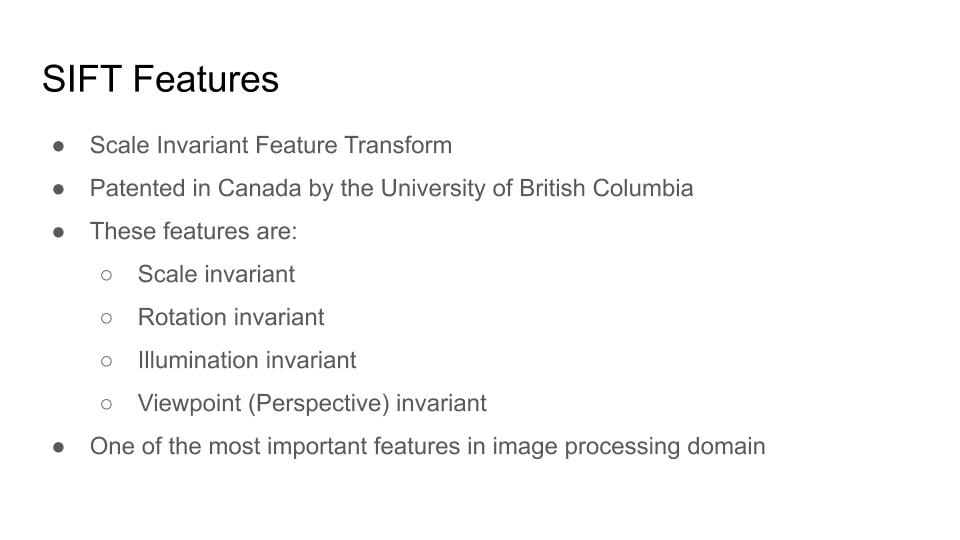 SIFT Features
● Scale Invariant Feature Transform
● Patented in Canada by the University of British Columbia
● These features are:
○ Scale invariant
○ Rotation invariant
○ Illumination invariant
○ Viewpoint (Perspective) invariant
● One of the most important features in image processing domain